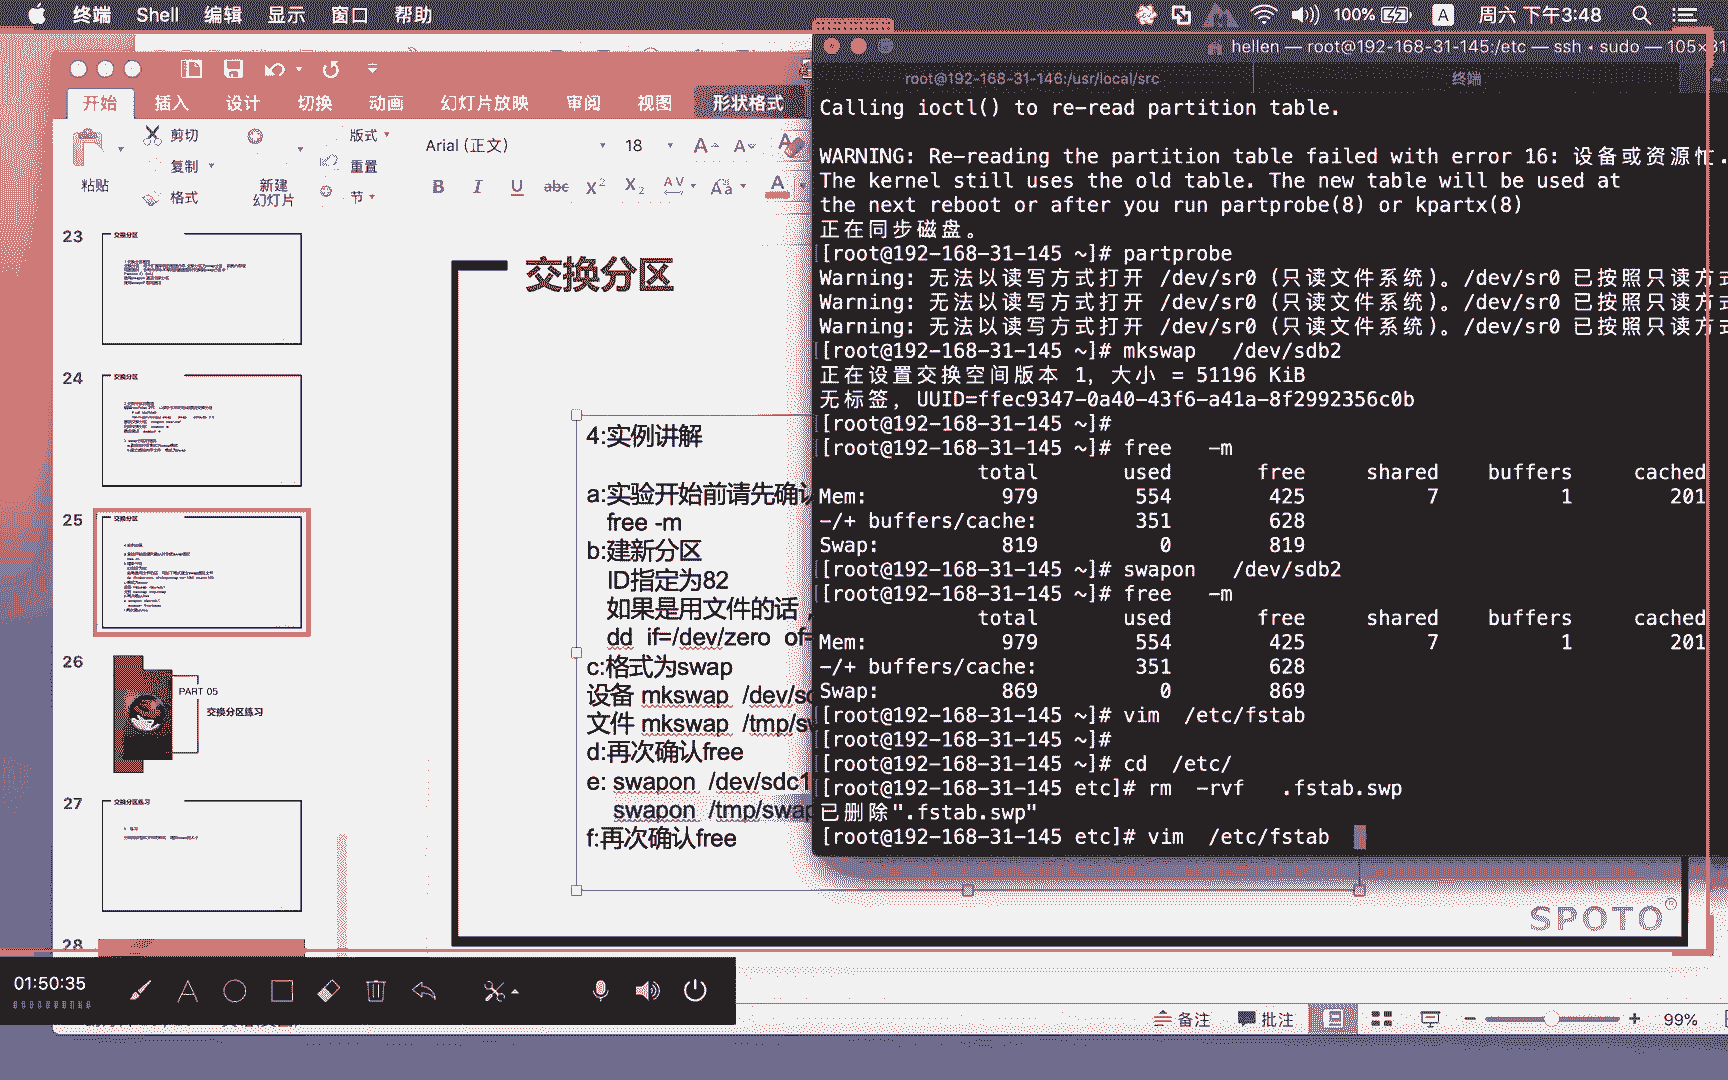 终端 Shell 编辑 显示 窗口 帮助
100%
A
周六 下午3:48
开始 插入 设计 切换 动画 幻灯片放映 审阅 视图 形状格式
粘贴
剪切
复制
格式
新建
幻灯片
版式
重置
节
Arial (正文) 18
B I U abc X² X₂ AV Aa A
23
交换分区
24
交换分区
25
交换分区
26
PART 05
交换分区练习
27
交换分区练习
28
交换分区
4:实例讲解
a:实验开始前请先确认
free -m
b:建新分区
ID指定为82
如果是用文件的话
dd if=/dev/zero of=
c:格式为swap
设备 mkswap /dev/sd
文件 mkswap /tmp/sw
d:再次确认free
e: swapon /dev/sdc1
swapon /tmp/swap
f:再次确认free
SPOTO®
hellen — root@192-168-31-145:/etc — ssh • sudo — 105×31
root@192-168-31-146:/usr/local/src
终端
Calling ioctl() to re-read partition table.
WARNING: Re-reading the partition table failed with error 16: 设备或资源忙.
The kernel still uses the old table. The new table will be used at
the next reboot or after you run partprobe(8) or kpartx(8)
正在同步磁盘。
[root@192-168-31-145 ~]# partprobe
Warning: 无法以读写方式打开 /dev/sr0 (只读文件系统)。/dev/sr0 已按照只读方式
Warning: 无法以读写方式打开 /dev/sr0 (只读文件系统)。/dev/sr0 已按照只读方式
Warning: 无法以读写方式打开 /dev/sr0 (只读文件系统)。/dev/sr0 已按照只读方式
[root@192-168-31-145 ~]# mkswap /dev/sdb2
正在设置交换空间版本 1，大小 = 51196 KiB
无标签，UUID=ffec9347-0a40-43f6-a41a-8f2992356c0b
[root@192-168-31-145 ~]#
[root@192-168-31-145 ~]# free -m
total used free shared buffers cached
Mem: 979 554 425 7 1 201
-/+ buffers/cache: 351 628
Swap: 819 0 819
[root@192-168-31-145 ~]# swapon /dev/sdb2
[root@192-168-31-145 ~]# free -m
total used free shared buffers cached
Mem: 979 554 425 7 1 201
-/+ buffers/cache: 351 628
Swap: 869 0 869
[root@192-168-31-145 ~]# vim /etc/fstab
[root@192-168-31-145 ~]#
[root@192-168-31-145 ~]# cd /etc/
[root@192-168-31-145 etc]# rm -rvf .fstab.swp
已删除".fstab.swp"
[root@192-168-31-145 etc]# vim /etc/fstab
01:50:35
备注 批注 99%